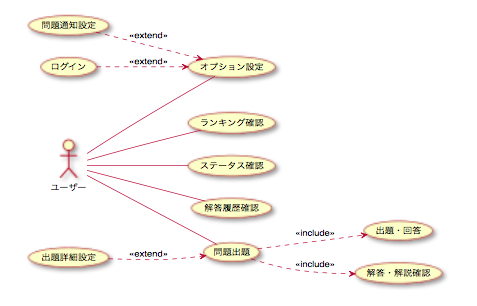 問題通知設定
«extend»
ログイン
«extend»
オプション設定
ランキング確認
ステータス確認
ユーザー
解答履歴確認
出題・回答
«include»
問題出題
出題詳細設定
«extend»
«include»
解答・解説確認